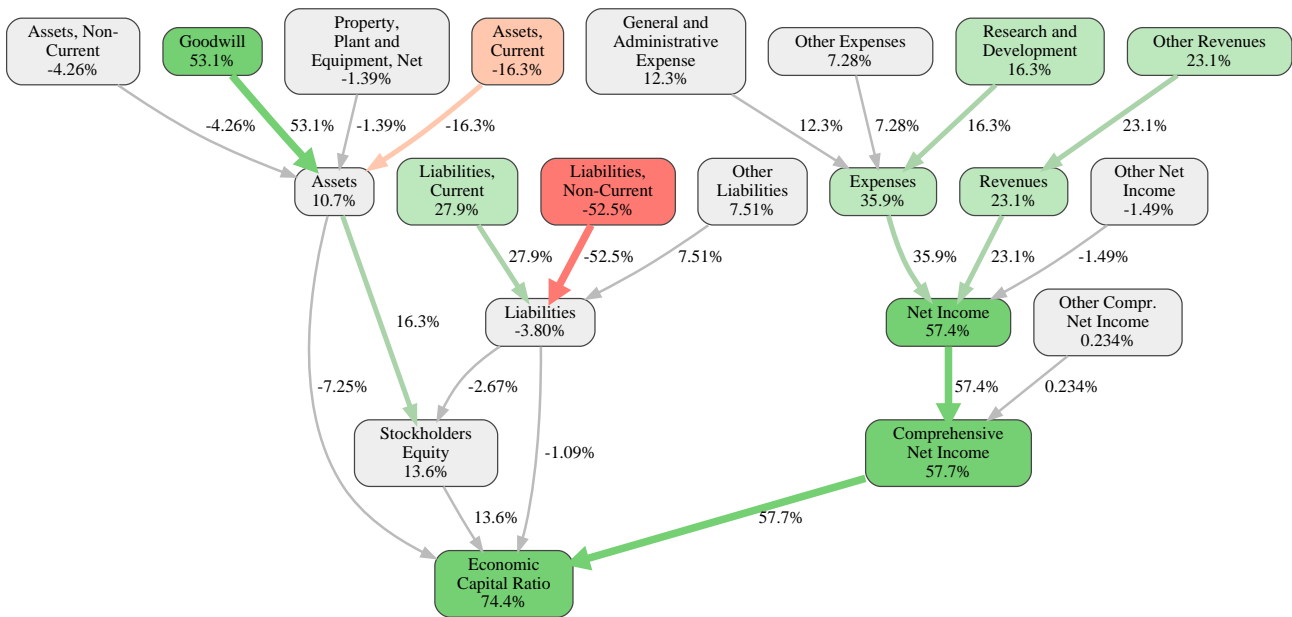 Assets, Non-
Current
-4.26%
Goodwill
53.1%
Property,
Plant and
Equipment, Net
-1.39%
Assets,
Current
-16.3%
General and
Administrative
Expense
12.3%
Other Expenses
7.28%
Research and
Development
16.3%
Other Revenues
23.1%
-4.26%
53.1%
-1.39%
-16.3%
12.3%
7.28%
16.3%
23.1%
Assets
10.7%
Liabilities,
Current
27.9%
Liabilities,
Non-Current
-52.5%
Other
Liabilities
7.51%
Expenses
35.9%
Revenues
23.1%
Other Net
Income
-1.49%
27.9%
-52.5%
7.51%
35.9%
23.1%
-1.49%
16.3%
Liabilities
-3.80%
Net Income
57.4%
Other Compr.
Net Income
0.234%
-7.25%
-2.67%
57.4%
0.234%
Stockholders
Equity
13.6%
-1.09%
Comprehensive
Net Income
57.7%
13.6%
57.7%
Economic
Capital Ratio
74.4%